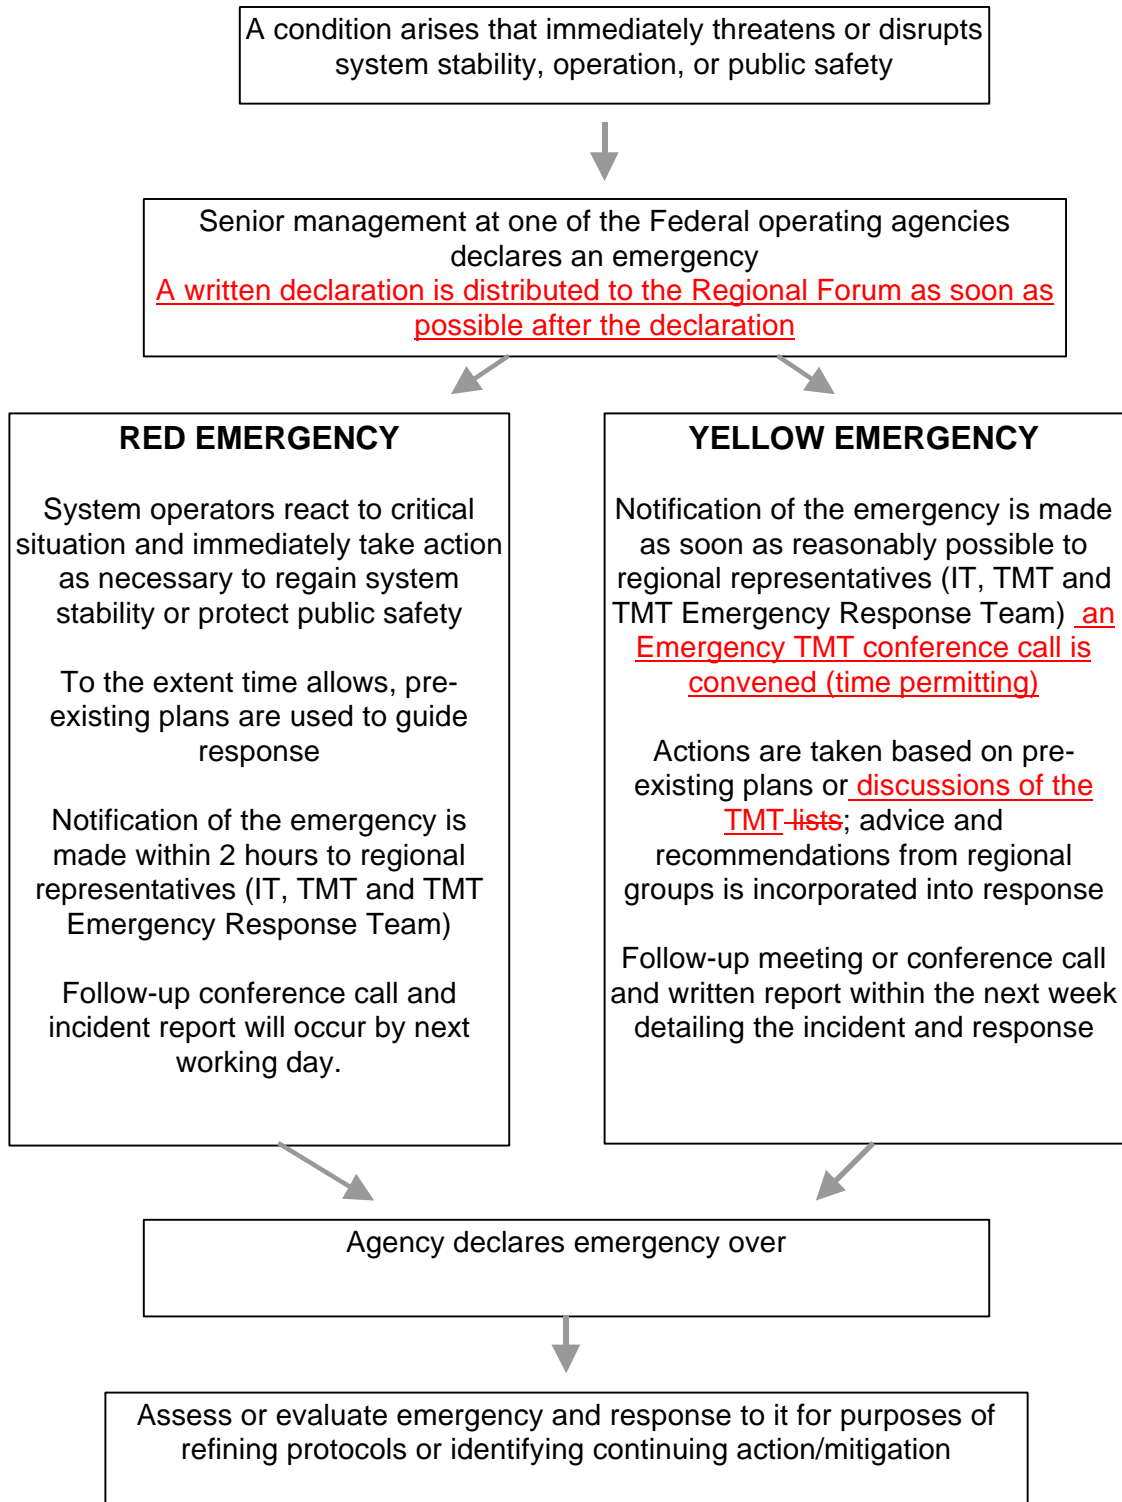 A condition arises that immediately threatens or disrupts
system stability, operation, or public safety
Senior management at one of the Federal operating agencies
declares an emergency
A written declaration is distributed to the Regional Forum as soon as
possible after the declaration
RED EMERGENCY
System operators react to critical
situation and immediately take action
as necessary to regain system
stability or protect public safety
To the extent time allows, pre-
existing plans are used to guide
response
Notification of the emergency is
made within 2 hours to regional
representatives (IT, TMT and TMT
Emergency Response Team)
Follow-up conference call and
incident report will occur by next
working day.
YELLOW EMERGENCY
Notification of the emergency is made
as soon as reasonably possible to
regional representatives (IT, TMT and
TMT Emergency Response Team) an
Emergency TMT conference call is
convened (time permitting)
Actions are taken based on pre-
existing plans or discussions of the
TMT lists; advice and
recommendations from regional
groups is incorporated into response
Follow-up meeting or conference call
and written report within the next week
detailing the incident and response
Agency declares emergency over
Assess or evaluate emergency and response to it for purposes of
refining protocols or identifying continuing action/mitigation